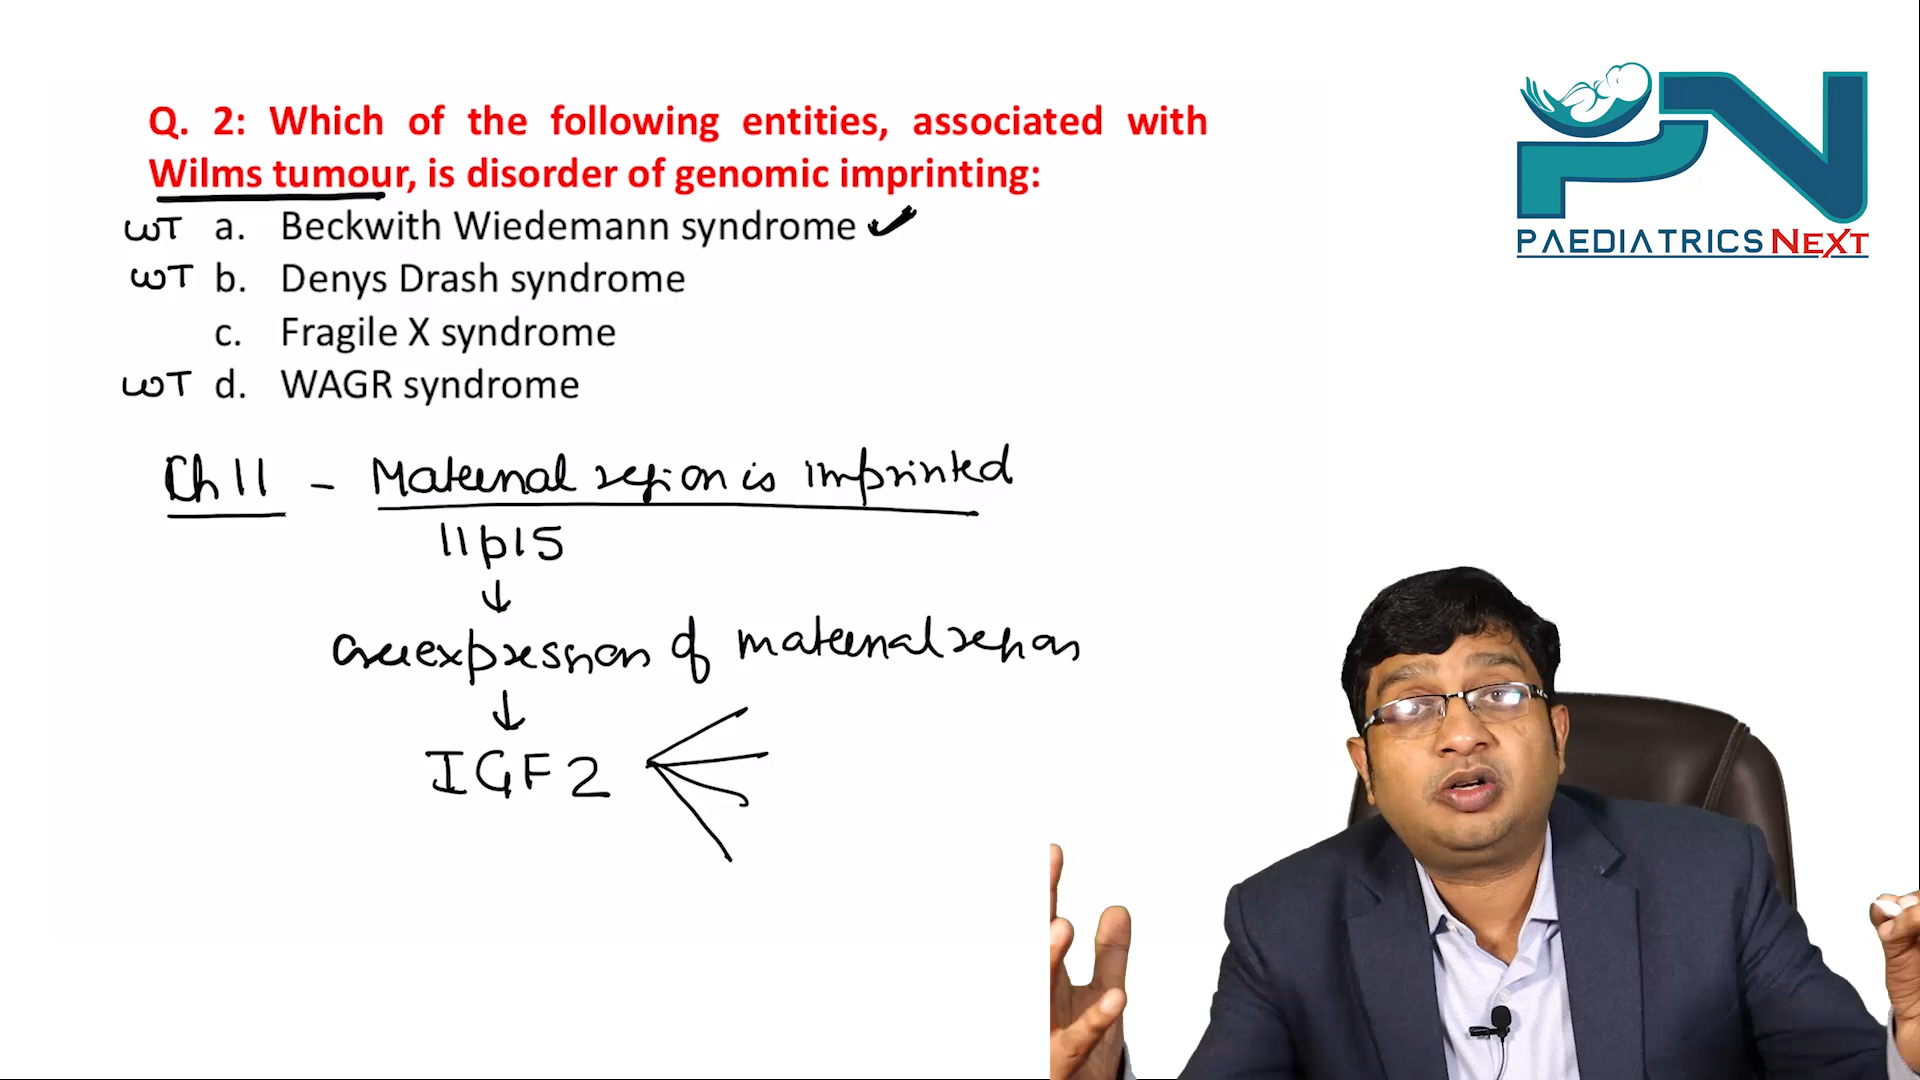 Q. 2: Which of the following entities, associated with
Wilms tumour, is disorder of genomic imprinting:
WT a. Beckwith Wiedemann syndrome ✔
WT b. Denys Drash syndrome
c. Fragile X syndrome
WT d. WAGR syndrome
Ch 11 - Maternal region is imprinted
11p15
↓
overexpression of maternal region
↓
IGF2
PN
PAEDIATRICS NEXT